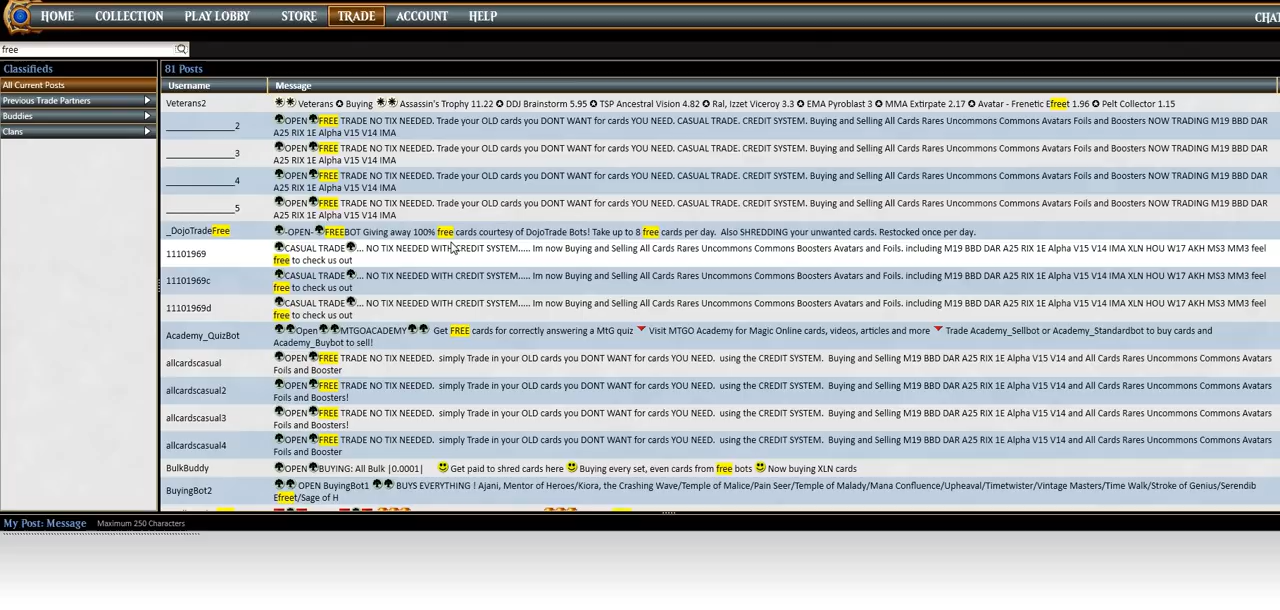 HOME COLLECTION PLAY LOBBY STORE TRADE ACCOUNT HELP CHAT
free
Classifieds
81 Posts
All Current Posts
Username Message
Previous Trade Partners
Buddies
Clans
Veterans2 Veterans Buying Assassin's Trophy 11.22 DDJ Brainstorm 5.95 TSP Ancestral Vision 4.82 Ral, Izzet Viceroy 3.3 EMA Pyroblast 3 MMA Extirpate 2.17 Avatar - Frenetic Efreet 1.96 Pelt Collector 1.15
_______________2 OPEN FREE TRADE NO TIX NEEDED. Trade your OLD cards you DONT WANT for cards YOU NEED. CASUAL TRADE. CREDIT SYSTEM. Buying and Selling All Cards Rares Uncommons Commons Avatars Foils and Boosters NOW TRADING M19 BBD DAR
A25 RIX 1E Alpha V15 V14 IMA
_______________3 OPEN FREE TRADE NO TIX NEEDED. Trade your OLD cards you DONT WANT for cards YOU NEED. CASUAL TRADE. CREDIT SYSTEM. Buying and Selling All Cards Rares Uncommons Commons Avatars Foils and Boosters NOW TRADING M19 BBD DAR
A25 RIX 1E Alpha V15 V14 IMA
_______________4 OPEN FREE TRADE NO TIX NEEDED. Trade your OLD cards you DONT WANT for cards YOU NEED. CASUAL TRADE. CREDIT SYSTEM. Buying and Selling All Cards Rares Uncommons Commons Avatars Foils and Boosters NOW TRADING M19 BBD DAR
A25 RIX 1E Alpha V15 V14 IMA
_______________5 OPEN FREE TRADE NO TIX NEEDED. Trade your OLD cards you DONT WANT for cards YOU NEED. CASUAL TRADE. CREDIT SYSTEM. Buying and Selling All Cards Rares Uncommons Commons Avatars Foils and Boosters NOW TRADING M19 BBD DAR
A25 RIX 1E Alpha V15 V14 IMA
_DojoTradeFree -OPEN- FREEBOT Giving away 100% free cards courtesy of DojoTrade Bots! Take up to 8 free cards per day. Also SHREDDING your unwanted cards. Restocked once per day.
11101969 CASUAL TRADE ... NO TIX NEEDED WITH CREDIT SYSTEM..... Im now Buying and Selling All Cards Rares Uncommons Commons Boosters Avatars and Foils. including M19 BBD DAR A25 RIX 1E Alpha V15 V14 IMA XLN HOU W17 AKH MS3 MM3 feel
free to check us out
11101969c CASUAL TRADE ... NO TIX NEEDED WITH CREDIT SYSTEM..... Im now Buying and Selling All Cards Rares Uncommons Commons Boosters Avatars and Foils. including M19 BBD DAR A25 RIX 1E Alpha V15 V14 IMA XLN HOU W17 AKH MS3 MM3 feel
free to check us out
11101969d CASUAL TRADE ... NO TIX NEEDED WITH CREDIT SYSTEM..... Im now Buying and Selling All Cards Rares Uncommons Commons Boosters Avatars and Foils. including M19 BBD DAR A25 RIX 1E Alpha V15 V14 IMA XLN HOU W17 AKH MS3 MM3 feel
free to check us out
Academy_QuizBot Open MTGOACADEMY Get FREE cards for correctly answering a MtG quiz Visit MTGO Academy for Magic Online cards, videos, articles and more Trade Academy_Sellbot or Academy_Standardbot to buy cards and
Academy_Buybot to sell!
allcardscasual OPEN FREE TRADE NO TIX NEEDED. simply Trade in your OLD cards you DONT WANT for cards YOU NEED. using the CREDIT SYSTEM. Buying and Selling M19 BBD DAR A25 RIX 1E Alpha V15 V14 and All Cards Rares Uncommons Commons Avatars
Foils and Booster
allcardscasual2 OPEN FREE TRADE NO TIX NEEDED. simply Trade in your OLD cards you DONT WANT for cards YOU NEED. using the CREDIT SYSTEM. Buying and Selling M19 BBD DAR A25 RIX 1E Alpha V15 V14 and All Cards Rares Uncommons Commons Avatars
Foils and Boosters!
allcardscasual3 OPEN FREE TRADE NO TIX NEEDED. simply Trade in your OLD cards you DONT WANT for cards YOU NEED. using the CREDIT SYSTEM. Buying and Selling M19 BBD DAR A25 RIX 1E Alpha V15 V14 and All Cards Rares Uncommons Commons Avatars
Foils and Boosters!
allcardscasual4 OPEN FREE TRADE NO TIX NEEDED. simply Trade in your OLD cards you DONT WANT for cards YOU NEED. using the CREDIT SYSTEM. Buying and Selling M19 BBD DAR A25 RIX 1E Alpha V15 V14 and All Cards Rares Uncommons Commons Avatars
Foils and Booster
BulkBuddy OPEN BUYING: All Bulk |0.0001| Get paid to shred cards here Buying every set, even cards from free bots Now buying XLN cards
BuyingBot2 OPEN BuyingBot1 BUYS EVERYTHING ! Ajani, Mentor of Heroes/Kiora, the Crashing Wave/Temple of Malice/Pain Seer/Temple of Malady/Mana Confluence/Upheaval/Timetwister/Vintage Masters/Time Walk/Stroke of Genius/Serendib
Efreet/Sage of H
My Post: Message Maximum 250 Characters